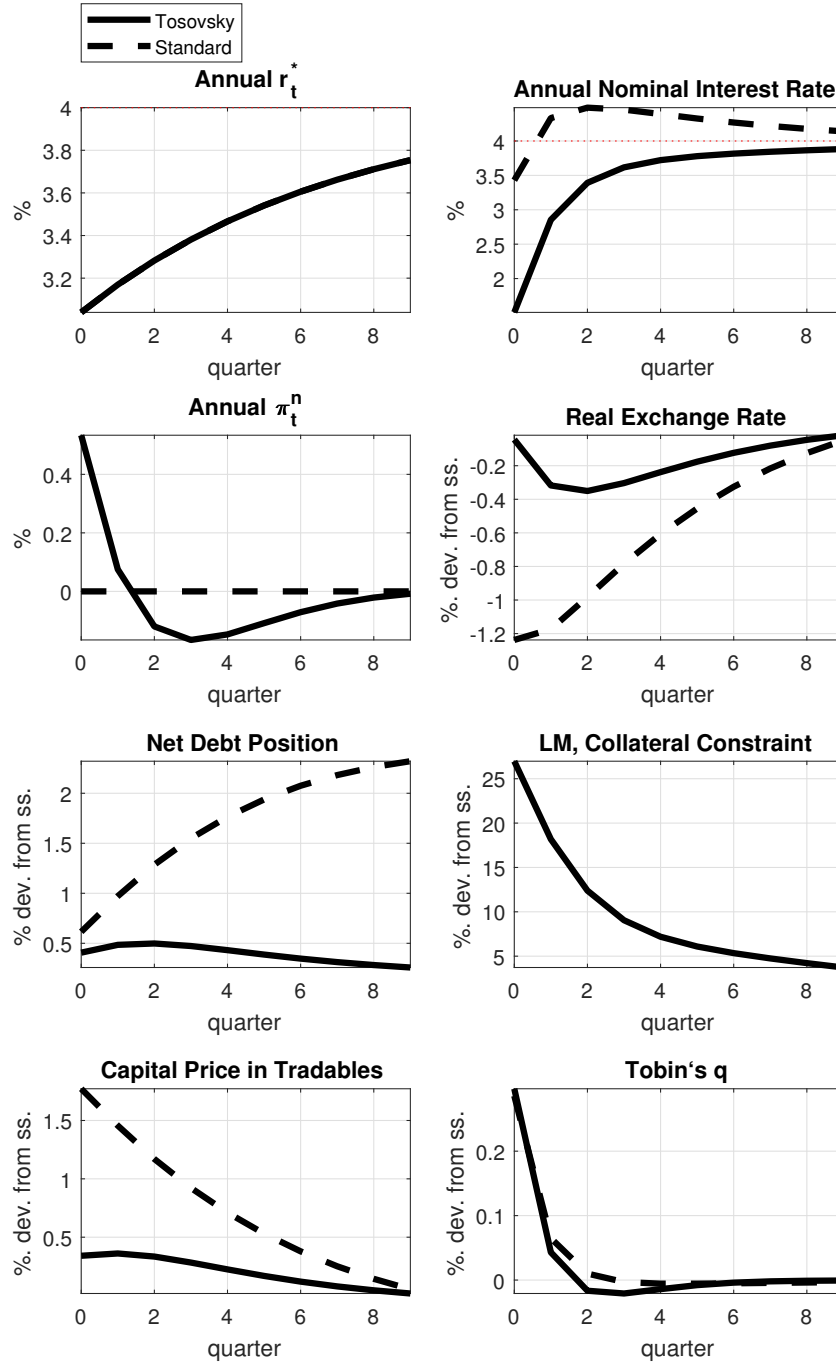 Tosovsky
Standard
Annual r*t
%
4
3.8
3.6
3.4
3.2
0 2 4 6 8
quarter
Annual Nominal Interest Rate
%
4
3.5
3
2.5
2
0 2 4 6 8
quarter
Annual πnt
%
0.4
0.2
0
0 2 4 6 8
quarter
Real Exchange Rate
%. dev. from ss.
-0.2
-0.4
-0.6
-0.8
-1
-1.2
0 2 4 6 8
quarter
Net Debt Position
% dev. from ss.
2
1.5
1
0.5
0 2 4 6 8
quarter
LM, Collateral Constraint
%. dev. from ss.
25
20
15
10
5
0 2 4 6 8
quarter
Capital Price in Tradables
%. dev. from ss.
1.5
1
0.5
0 2 4 6 8
quarter
Tobin‘s q
%. dev. from ss.
0.2
0.1
0
0 2 4 6 8
quarter